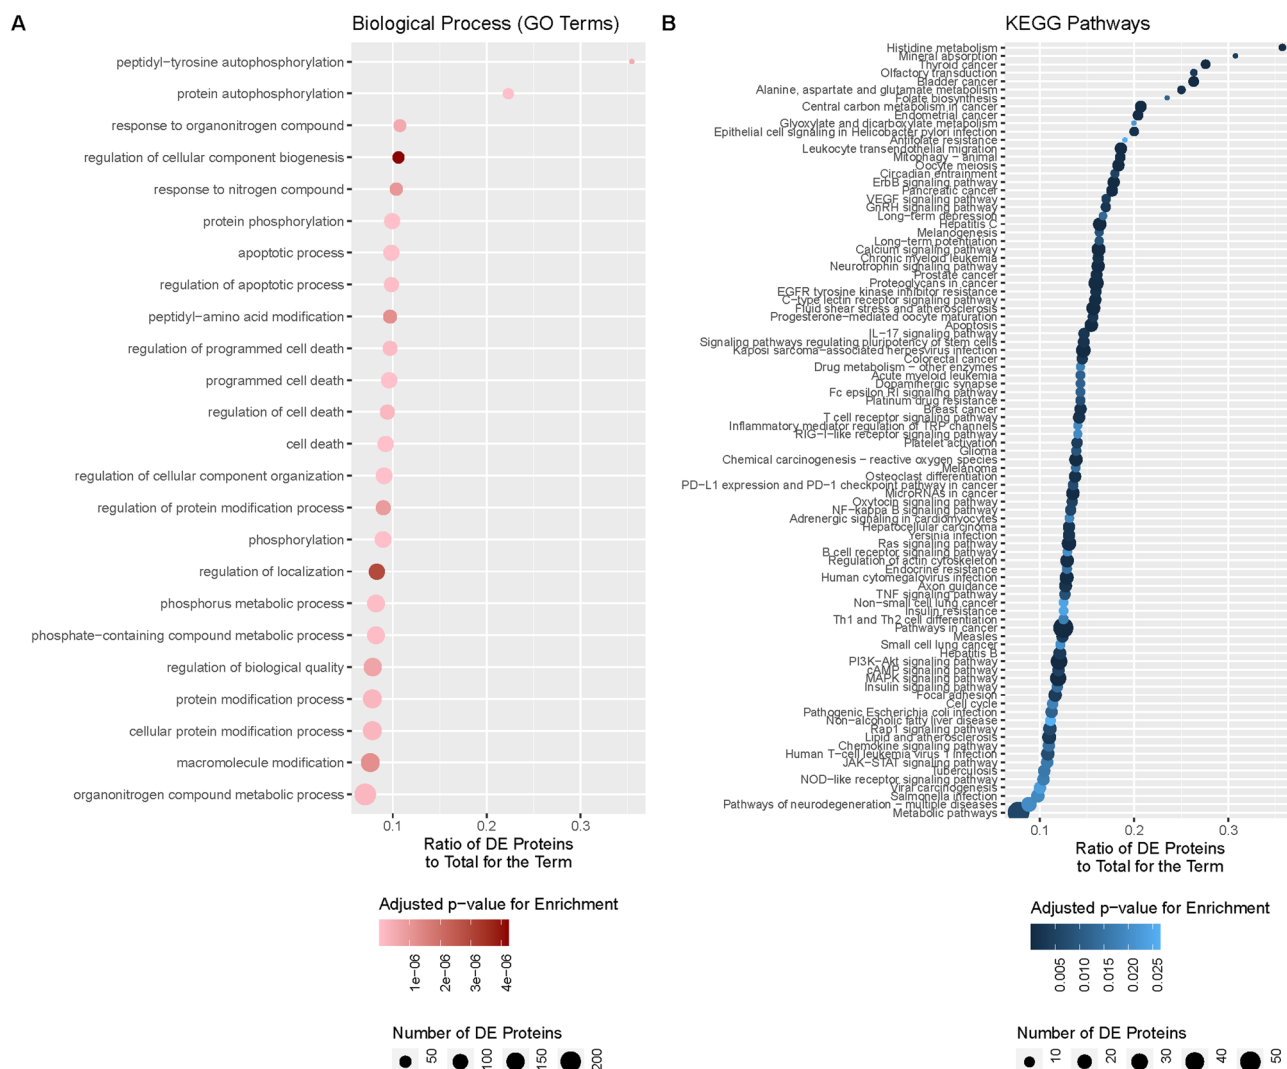 A
Biological Process (GO Terms)
peptidyl−tyrosine autophosphorylation
protein autophosphorylation
response to organonitrogen compound
regulation of cellular component biogenesis
response to nitrogen compound
protein phosphorylation
apoptotic process
regulation of apoptotic process
peptidyl−amino acid modification
regulation of programmed cell death
programmed cell death
regulation of cell death
cell death
regulation of cellular component organization
regulation of protein modification process
phosphorylation
regulation of localization
phosphorus metabolic process
phosphate−containing compound metabolic process
regulation of biological quality
protein modification process
cellular protein modification process
macromolecule modification
organonitrogen compound metabolic process
0.1 0.2 0.3
Ratio of DE Proteins
to Total for the Term
Adjusted p−value for Enrichment
1e−06 2e−06 3e−06 4e−06
Number of DE Proteins
50 100 150 200
B
KEGG Pathways
Histidine metabolism
Mineral absorption
Thyroid cancer
Olfactory transduction
Bladder cancer
Alanine, aspartate and glutamate metabolism
Folate biosynthesis
Central carbon metabolism in cancer
Endometrial cancer
Glyoxylate and dicarboxylate metabolism
Epithelial cell signaling in Helicobacter pylori infection
Antifolate resistance
Leukocyte transendothelial migration
Mitophagy − animal
Oocyte meiosis
Circadian entrainment
ErbB signaling pathway
Pancreatic cancer
VEGF signaling pathway
GnRH signaling pathway
Long−term depression
Hepatitis C
Melanogenesis
Long−term potentiation
Calcium signaling pathway
Chronic myeloid leukemia
Neurotrophin signaling pathway
Prostate cancer
Proteoglycans in cancer
EGFR tyrosine kinase inhibitor resistance
C−type lectin receptor signaling pathway
Fluid shear stress and atherosclerosis
Progesterone−mediated oocyte maturation
Apoptosis
IL−17 signaling pathway
Signaling pathways regulating pluripotency of stem cells
Kaposi sarcoma−associated herpesvirus infection
Colorectal cancer
Drug metabolism − other enzymes
Acute myeloid leukemia
Dopaminergic synapse
Fc epsilon RI signaling pathway
Platinum drug resistance
Breast cancer
T cell receptor signaling pathway
Inflammatory mediator regulation of TRP channels
RIG−I−like receptor signaling pathway
Platelet activation
Glioma
Chemical carcinogenesis − reactive oxygen species
Melanoma
Osteoclast differentiation
PD−L1 expression and PD−1 checkpoint pathway in cancer
MicroRNAs in cancer
Oxytocin signaling pathway
NF−kappa B signaling pathway
Adrenergic signaling in cardiomyocytes
Hepatocellular carcinoma
Yersinia infection
Ras signaling pathway
B cell receptor signaling pathway
Regulation of actin cytoskeleton
Endocrine resistance
Human cytomegalovirus infection
Axon guidance
TNF signaling pathway
Non−small cell lung cancer
Insulin resistance
Th1 and Th2 cell differentiation
Pathways in cancer
Measles
Small cell lung cancer
Hepatitis B
PI3K−Akt signaling pathway
cAMP signaling pathway
MAPK signaling pathway
Insulin signaling pathway
Focal adhesion
Cell cycle
Pathogenic Escherichia coli infection
Non−alcoholic fatty liver disease
Rap1 signaling pathway
Lipid and atherosclerosis
Chemokine signaling pathway
Human T−cell leukemia virus 1 infection
JAK−STAT signaling pathway
Tuberculosis
NOD−like receptor signaling pathway
Viral carcinogenesis
Salmonella infection
Pathways of neurodegeneration − multiple diseases
Metabolic pathways
0.1 0.2 0.3
Ratio of DE Proteins
to Total for the Term
Adjusted p−value for Enrichment
0.005 0.010 0.015 0.020 0.025
Number of DE Proteins
10 20 30 40 50